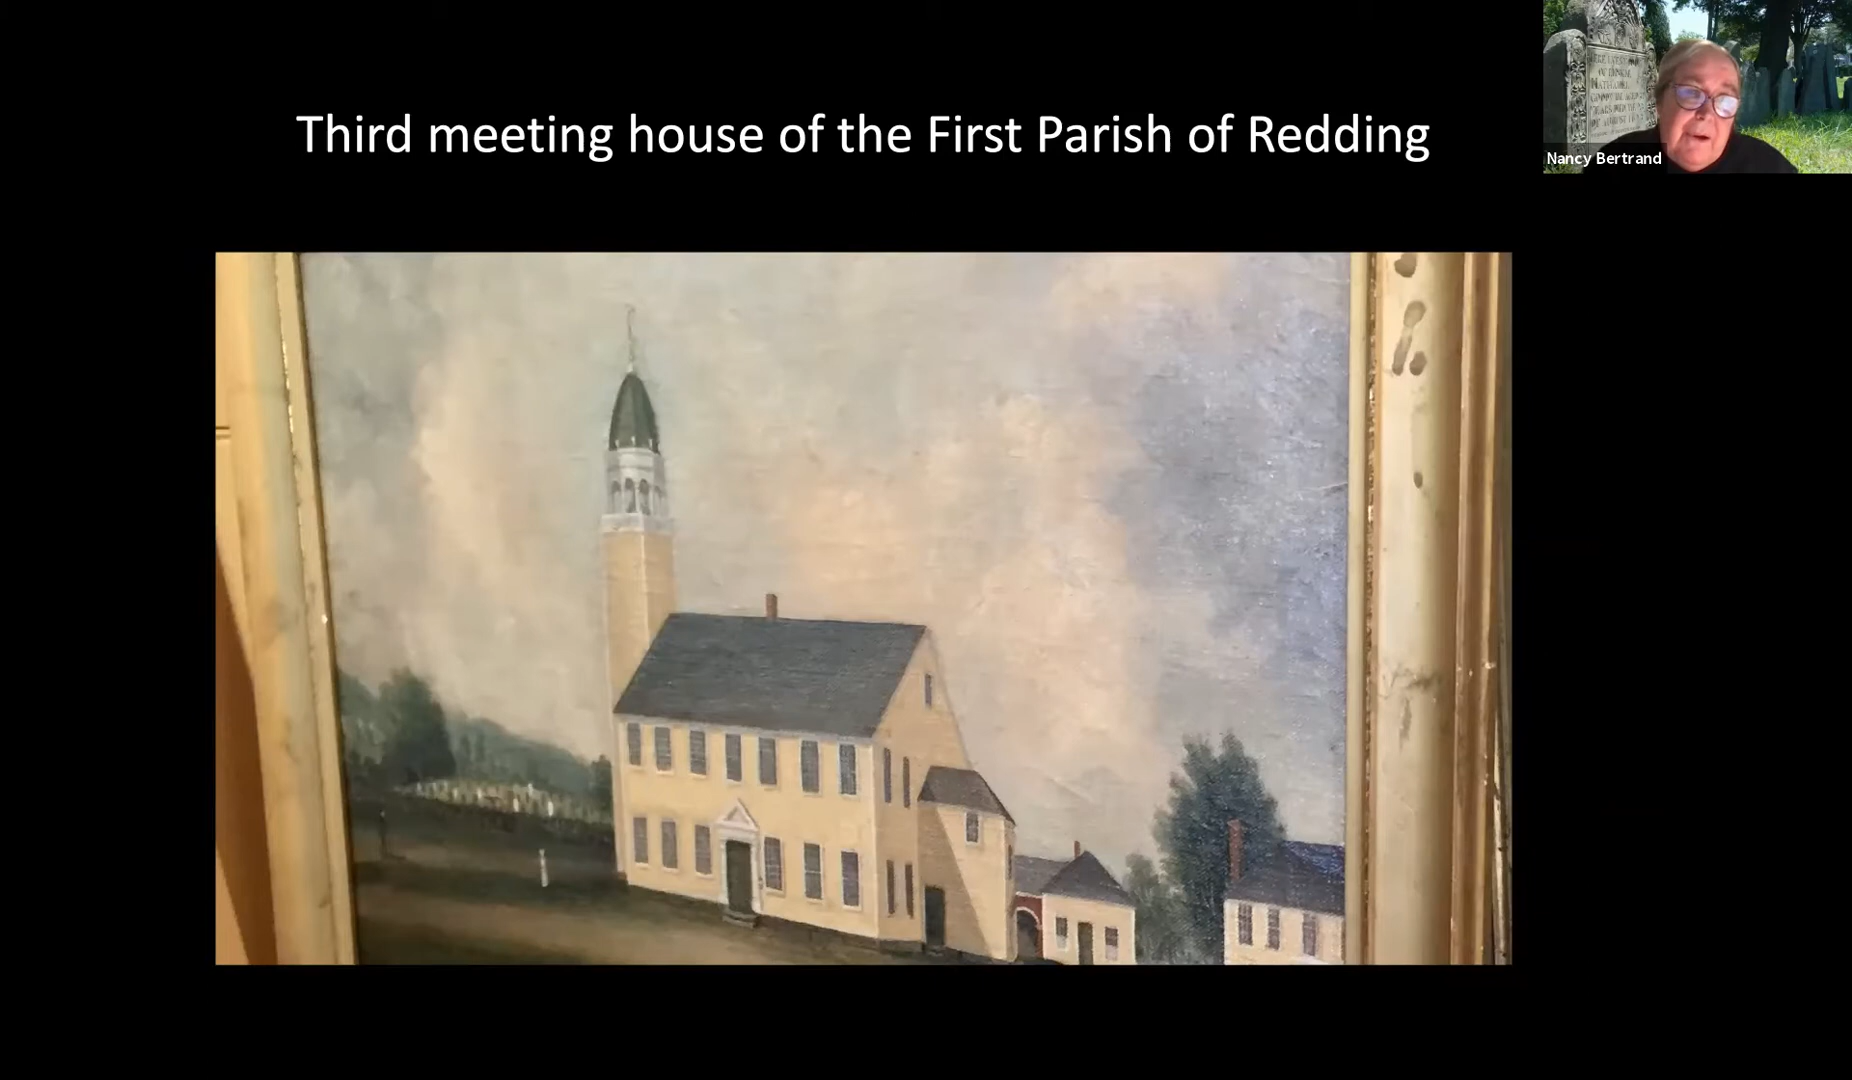 Third meeting house of the First Parish of Redding
Nancy Bertrand